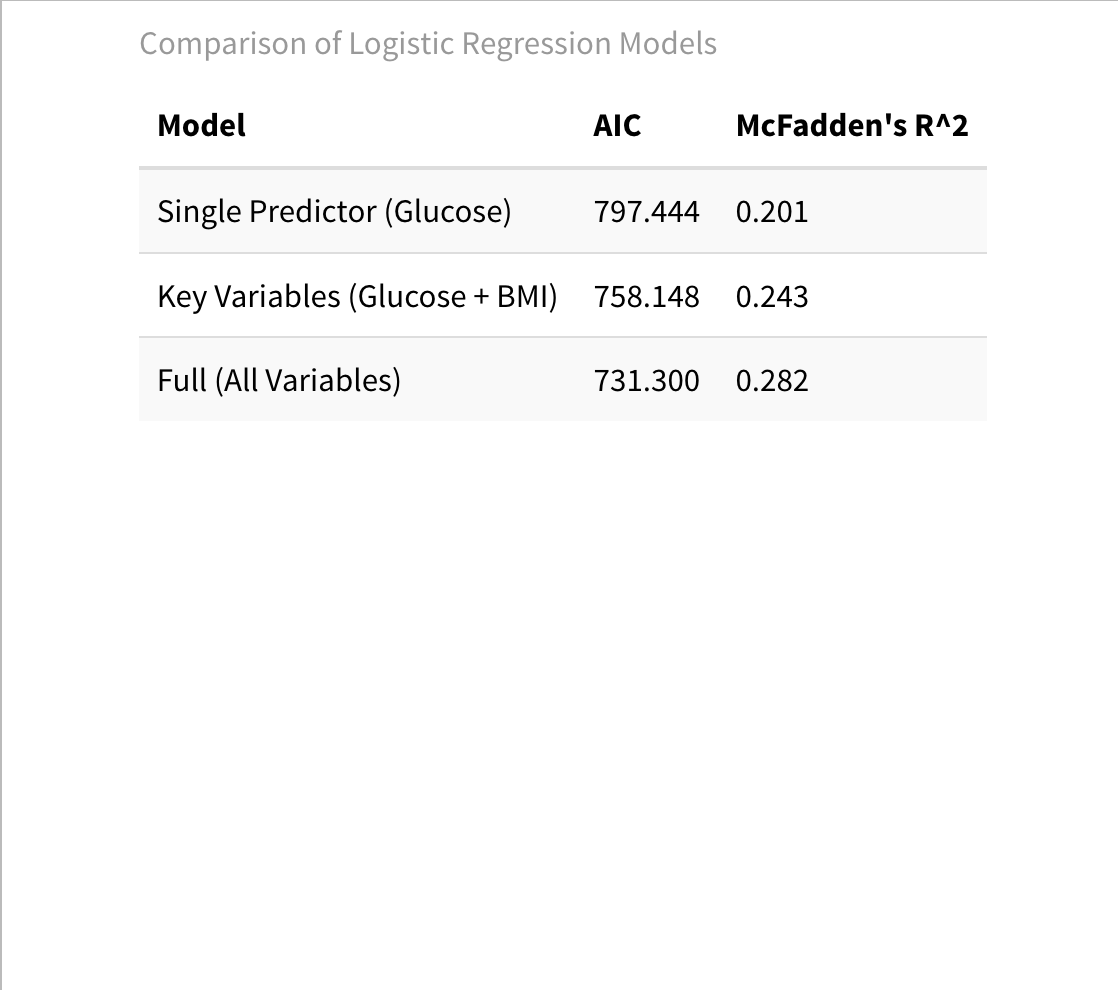 Comparison of Logistic Regression Models
Model AIC McFadden's R^2
Single Predictor (Glucose) 797.444 0.201
Key Variables (Glucose + BMI) 758.148 0.243
Full (All Variables) 731.300 0.282